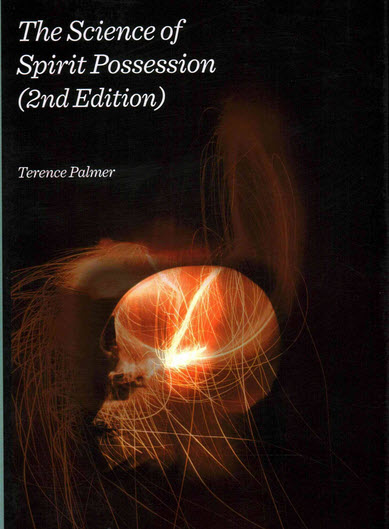 The Science of
Spirit Possession
(2nd Edition)
Terence Palmer